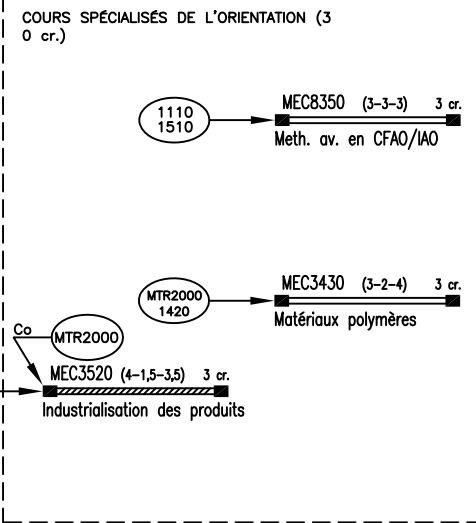 COURS SPÉCIALISÉS DE L'ORIENTATION (3
0 cr.)
1110
1510
MEC8350 (3-3-3) 3 cr.
Meth. av. en CFAO/IAO
MTR2000
1420
MEC3430 (3-2-4) 3 cr.
Matériaux polymères
Co
MTR2000
MEC3520 (4-1,5-3,5) 3 cr.
Industrialisation des produits